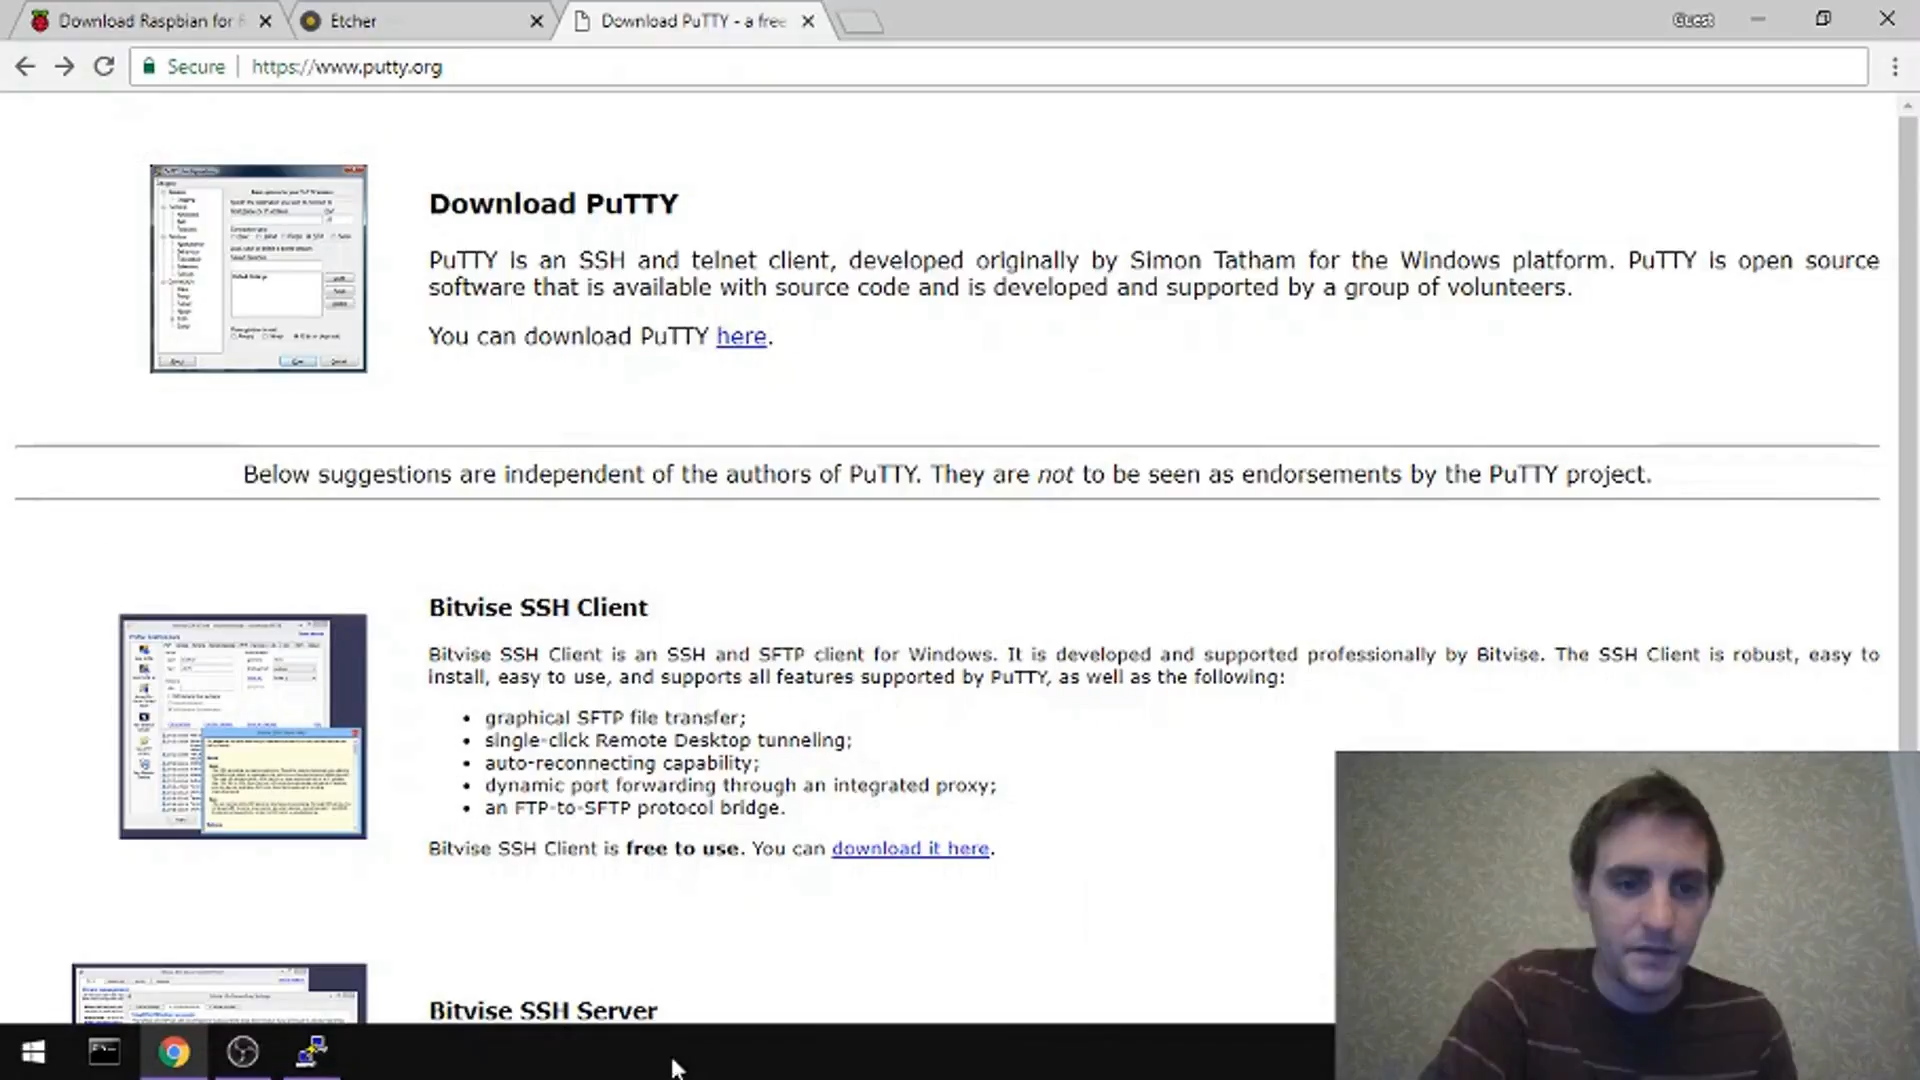 Download Raspbian for
Etcher
Download PuTTY - a free
Guest
Secure
https://www.putty.org
Download PuTTY
PuTTY is an SSH and telnet client, developed originally by Simon Tatham for the Windows platform. PuTTY is open source
software that is available with source code and is developed and supported by a group of volunteers.
You can download PuTTY here.
Below suggestions are independent of the authors of PuTTY. They are not to be seen as endorsements by the PuTTY project.
Bitvise SSH Client
Bitvise SSH Client is an SSH and SFTP client for Windows. It is developed and supported professionally by Bitvise. The SSH Client is robust, easy to
install, easy to use, and supports all features supported by PuTTY, as well as the following:
• graphical SFTP file transfer;
• single-click Remote Desktop tunneling;
• auto-reconnecting capability;
• dynamic port forwarding through an integrated proxy;
• an FTP-to-SFTP protocol bridge.
Bitvise SSH Client is free to use. You can download it here.
Bitvise SSH Server